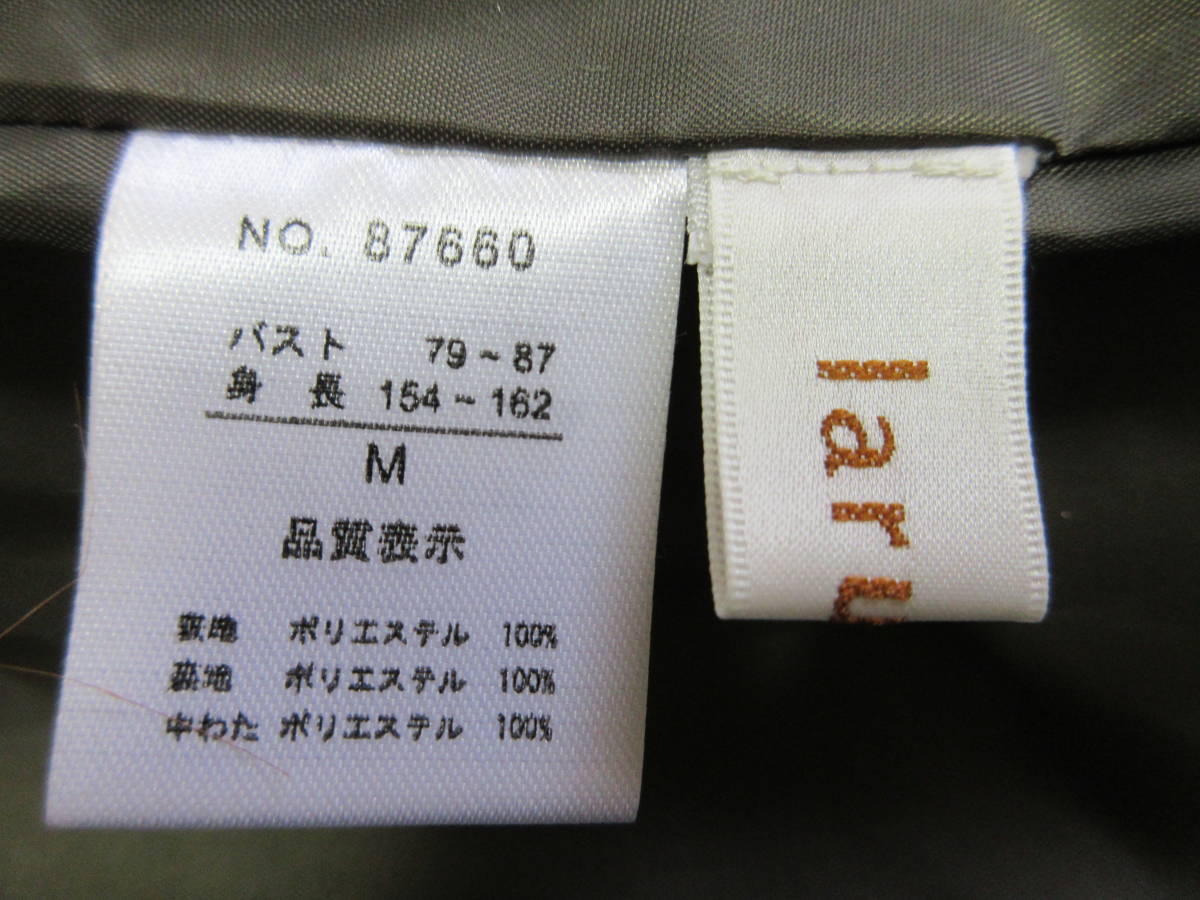 NO. 87660
バスト 79～87
身長 154～162
M
品質表示
表地 ポリエステル 100%
裏地 ポリエステル 100%
中わた ポリエステル 100%
laru